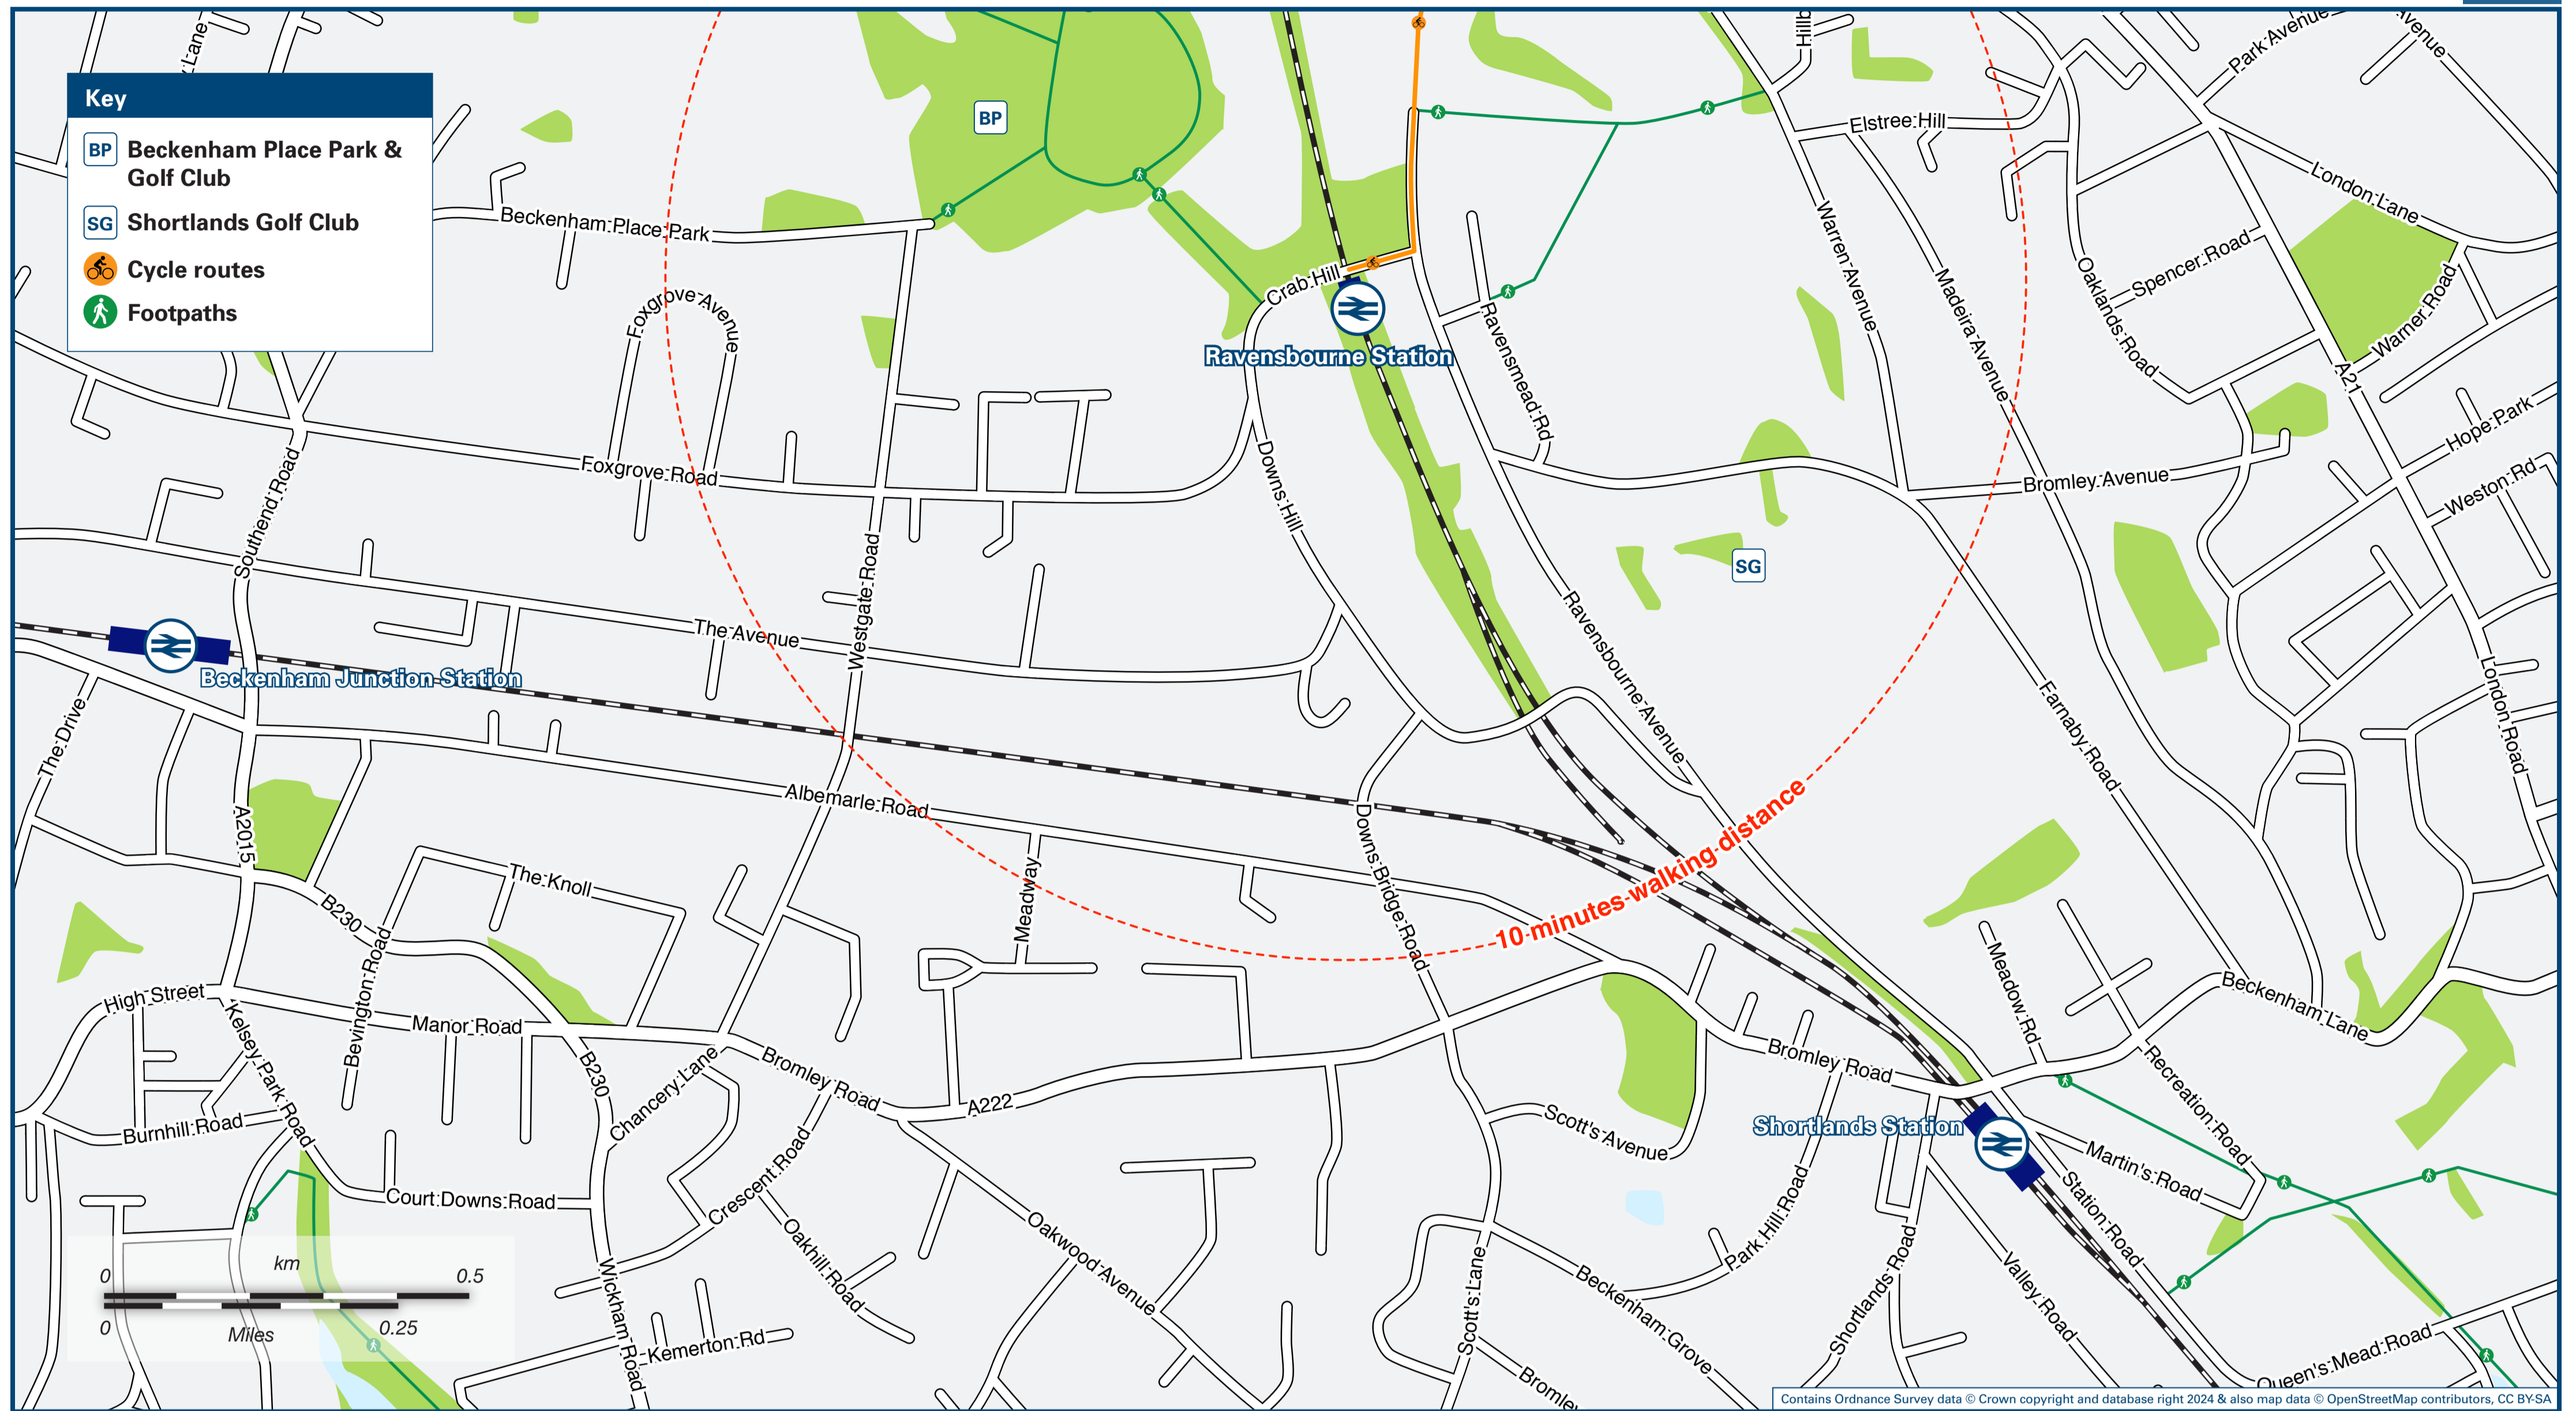 Key
BP
Beckenham Place Park &
Golf Club
SG
Shortlands Golf Club
Cycle routes
Footpaths
Lane
BP
Hillb
Park Avenue
Avenue
Elstree Hill
London Lane
Beckenham Place Park
Warren Avenue
Spencer Road
Crab Hill
Foxgrove Avenue
Madeira Avenue
Oaklands Road
Warner Road
Ravensbourne Station
Ravensmead Rd
A21
Hope Park
Foxgrove Road
Southend Road
Downs Hill
Bromley Avenue
Weston Rd
SG
Westgate Road
The Avenue
Ravensbourne Avenue
Beckenham Junction Station
The Drive
Farnaby Road
London Road
Albemarle Road
A2015
10 minutes walking distance
Downs Bridge Road
The Knoll
Meadway
B230
Bevington Road
Meadow Rd
High Street
Beckenham Lane
Manor Road
Kelsey Park Road
B230
Chancery Lane
Bromley Road
Bromley Road
Recreation Road
A222
Burnhill Road
Scott's Avenue
Shortlands Station
Martin's Road
Crescent Road
Court Downs Road
Park Hill Road
Station Road
Oakhill Road
Oakwood Avenue
Wickham Road
Scott's Lane
Beckenham Grove
Shortlands Road
Valley Road
Kemerton Rd
Queen's Mead Road
Bromley
0 km 0.5
0 Miles 0.25
Contains Ordnance Survey data © Crown copyright and database right 2024 & also map data © OpenStreetMap contributors, CC BY-SA